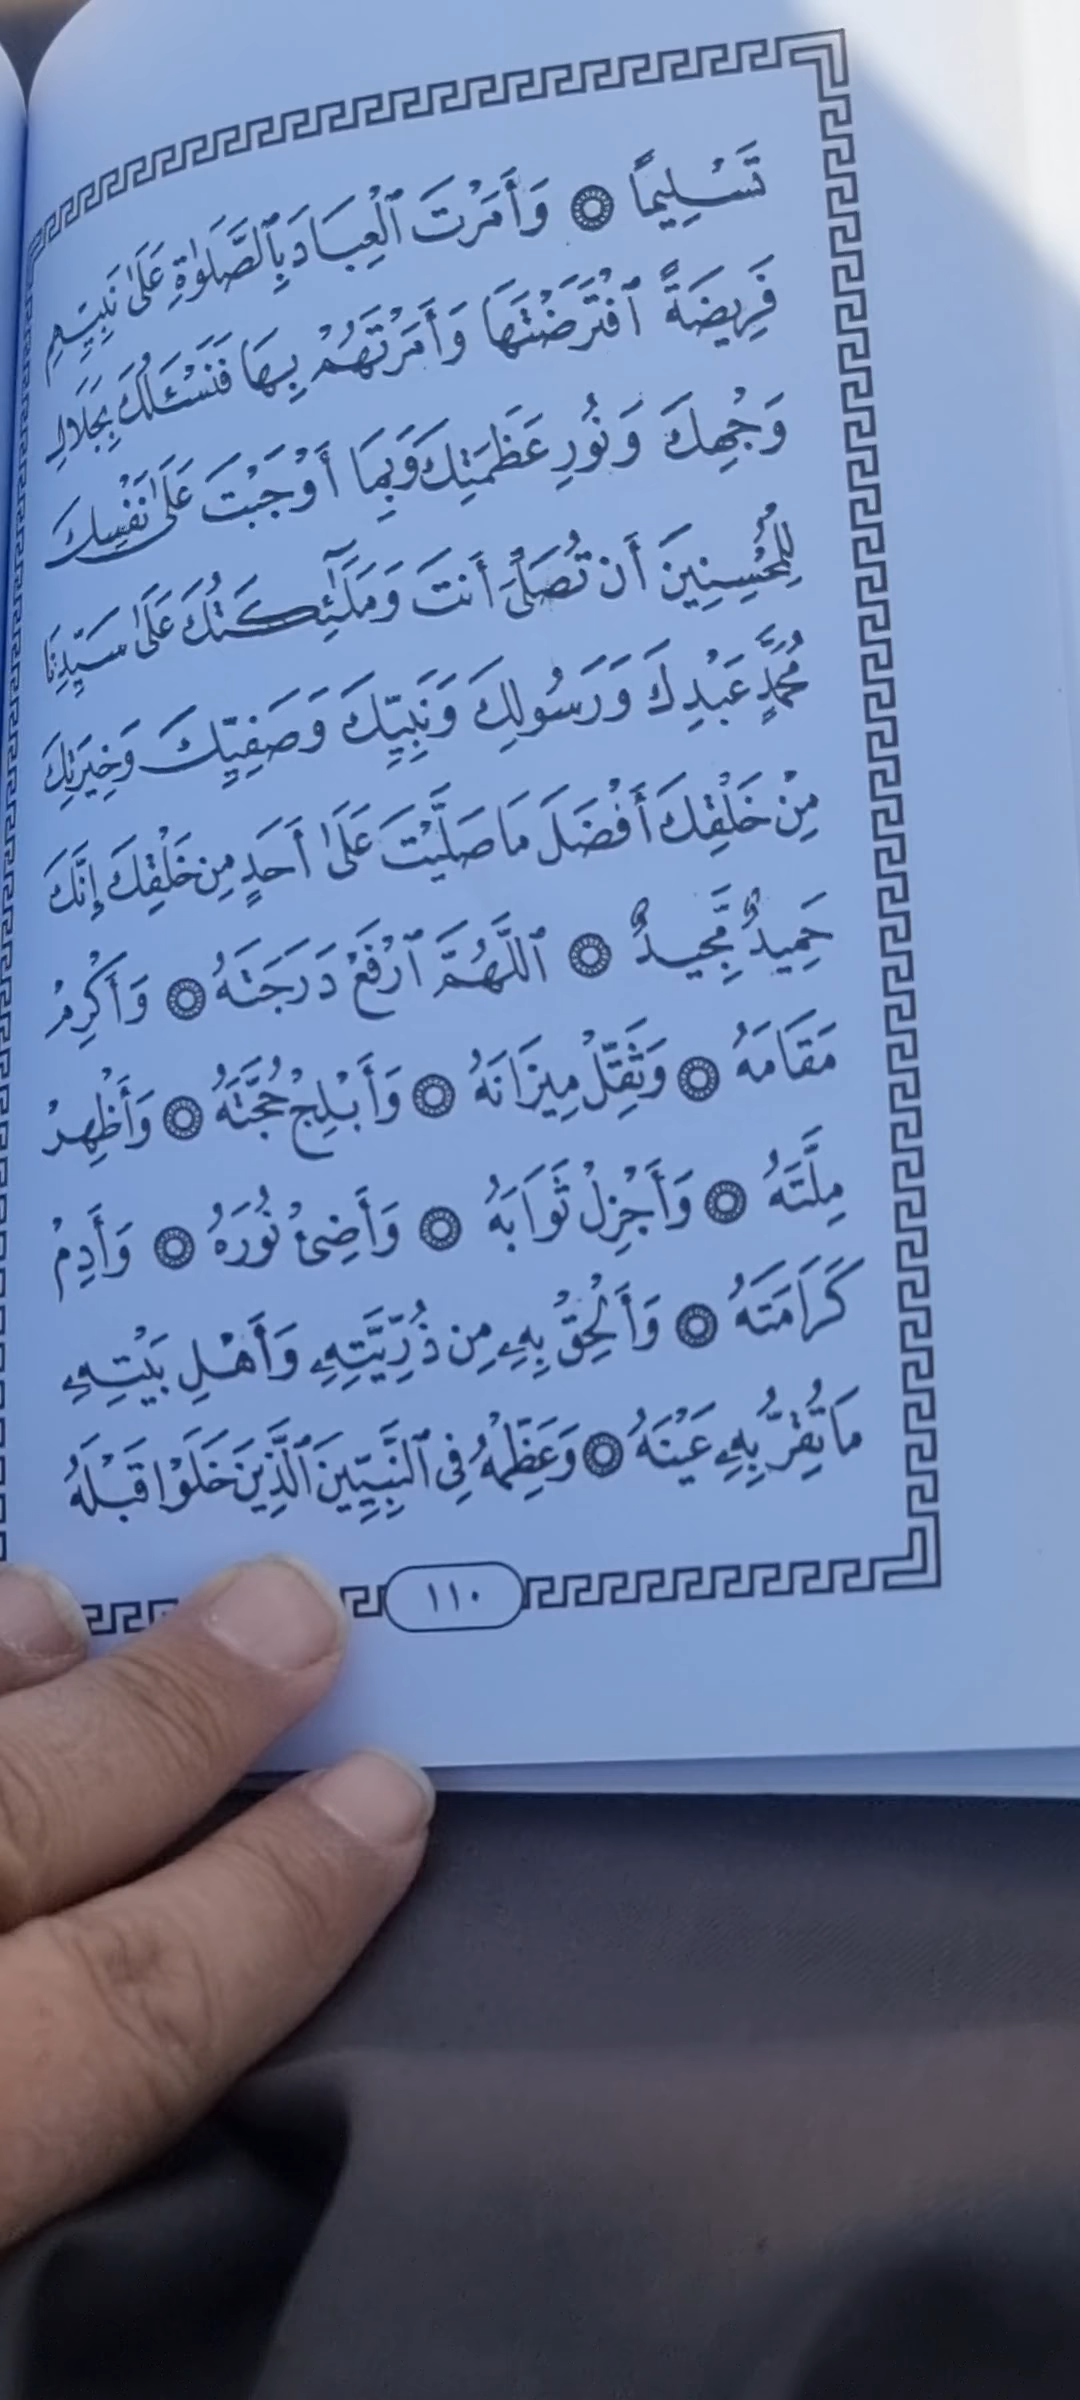 تَسْلِيمًا ۞ وَأَمَرْتَ ٱلْعِبَادَ بِٱلصَّلَوٰةِ عَلَىٰ نَبِيِّهِمْ
فَرِيضَةً ٱفْتَرَضْتَهَا وَأَمَرْتَهُمْ بِهَا فَنَسْـَٔلُكَ بِجَلَالِ
وَجْهِكَ وَنُورِ عَظَمَتِكَ وَبِمَا أَوْجَبْتَ عَلَىٰ نَفْسِكَ
لِلْمُحْسِنِينَ أَن تُصَلِّيَ أَنتَ وَمَلَٰٓئِكَتُكَ عَلَىٰ سَيِّدِنَا
مُحَمَّدٍ عَبْدِكَ وَرَسُولِكَ وَنَبِيِّكَ وَصَفِيِّكَ وَخِيَرَتِكَ
مِنْ خَلْقِكَ أَفْضَلَ مَا صَلَّيْتَ عَلَىٰ أَحَدٍ مِن خَلْقِكَ إِنَّكَ
حَمِيدٌ مَّجِيدٌ ۞ ٱللَّهُمَّ ٱرْفَعْ دَرَجَتَهُ ۞ وَأَكْرِمْ
مَقَامَهُ ۞ وَثَقِّلْ مِيزَانَهُ ۞ وَأَبْلِجْ حُجَّتَهُ ۞ وَأَظْهِرْ
مِلَّتَهُ ۞ وَأَجْزِلْ ثَوَابَهُ ۞ وَأَضِئْ نُورَهُ ۞ وَأَدِمْ
كَرَامَتَهُ ۞ وَأَلْحِقْ بِهِۦ مِن ذُرِّيَّتِهِۦ وَأَهْلِ بَيْتِهِۦ
مَا تُقِرُّ بِهِۦ عَيْنَهُ ۞ وَعَظِّمْهُ فِى ٱلنَّبِيِّينَ ٱلَّذِينَ خَلَوْا قَبْلَهُ
١١٠